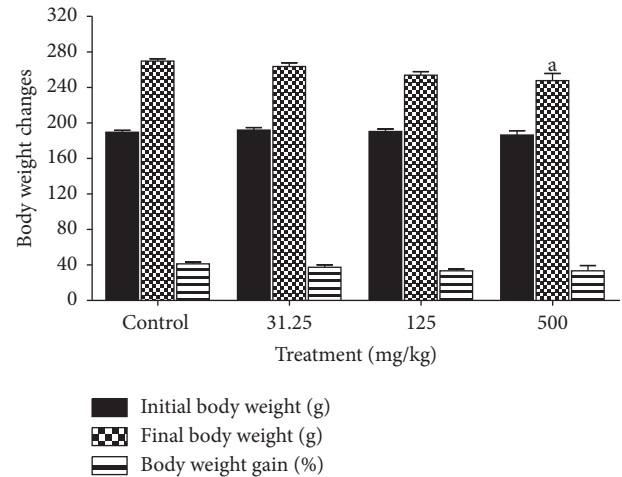 Body weight changes
320
280
240
200
160
120
80
40
0
a
Control 31.25 125 500
Treatment (mg/kg)
Initial body weight (g)
Final body weight (g)
Body weight gain (%)